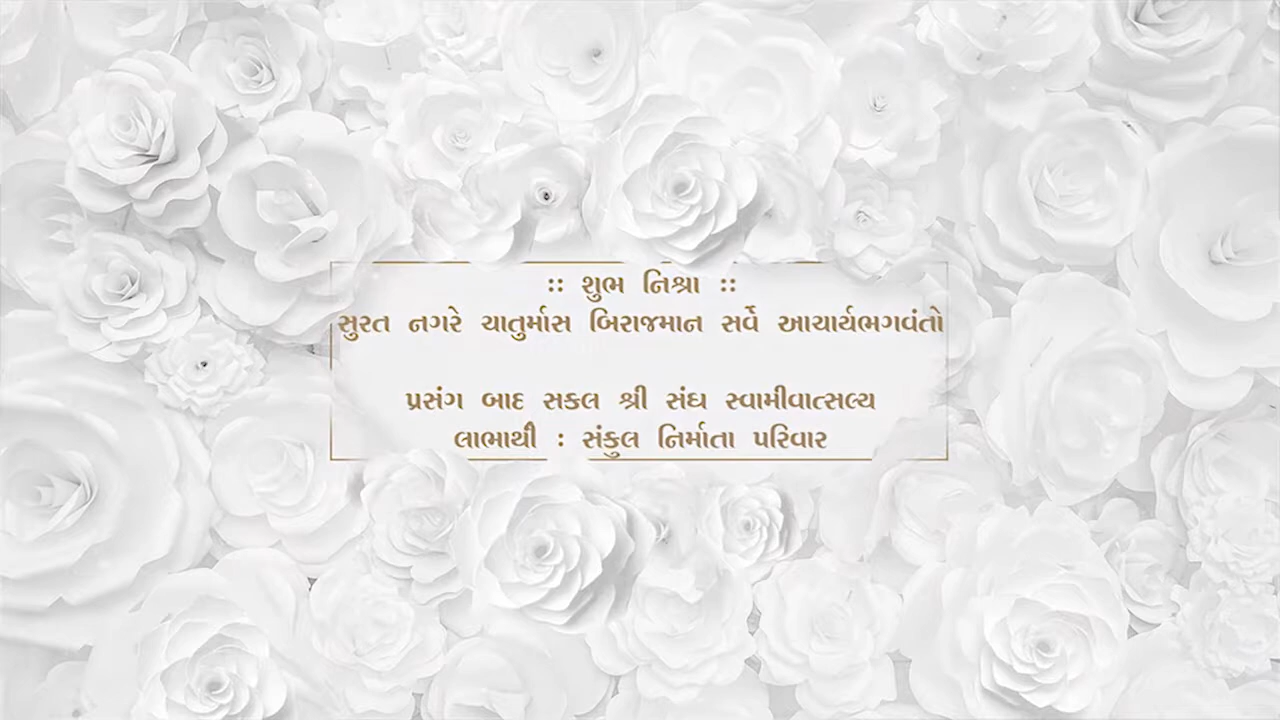 :: શુભ નિશ્રા ::
સુરત નગરે ચાતુર્માસ બિરાજમાન સર્વે આચાર્યભગવંતો
પ્રસંગ બાદ સકલ શ્રી સંઘ સ્વામીવાત્સલ્ય
લાભાર્થી : સંકુલ નિર્માતા પરિવાર